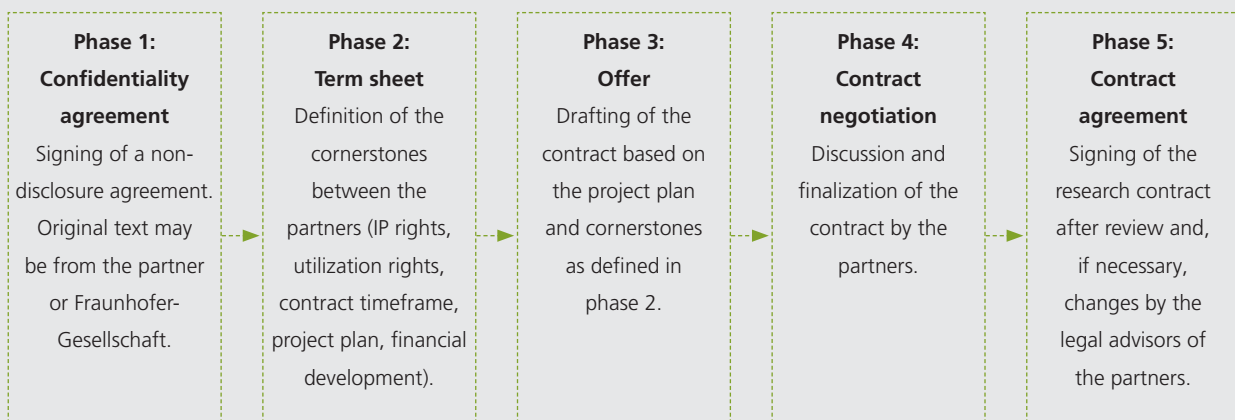 Phase 1:
Confidentiality
agreement
Signing of a non-
disclosure agreement.
Original text may
be from the partner
or Fraunhofer-
Gesellschaft.
Phase 2:
Term sheet
Definition of the
cornerstones
between the
partners (IP rights,
utilization rights,
contract timeframe,
project plan, financial
development).
Phase 3:
Offer
Drafting of the
contract based on
the project plan
and cornerstones
as defined in
phase 2.
Phase 4:
Contract
negotiation
Discussion and
finalization of the
contract by the
partners.
Phase 5:
Contract
agreement
Signing of the
research contract
after review and,
if necessary,
changes by the
legal advisors of
the partners.